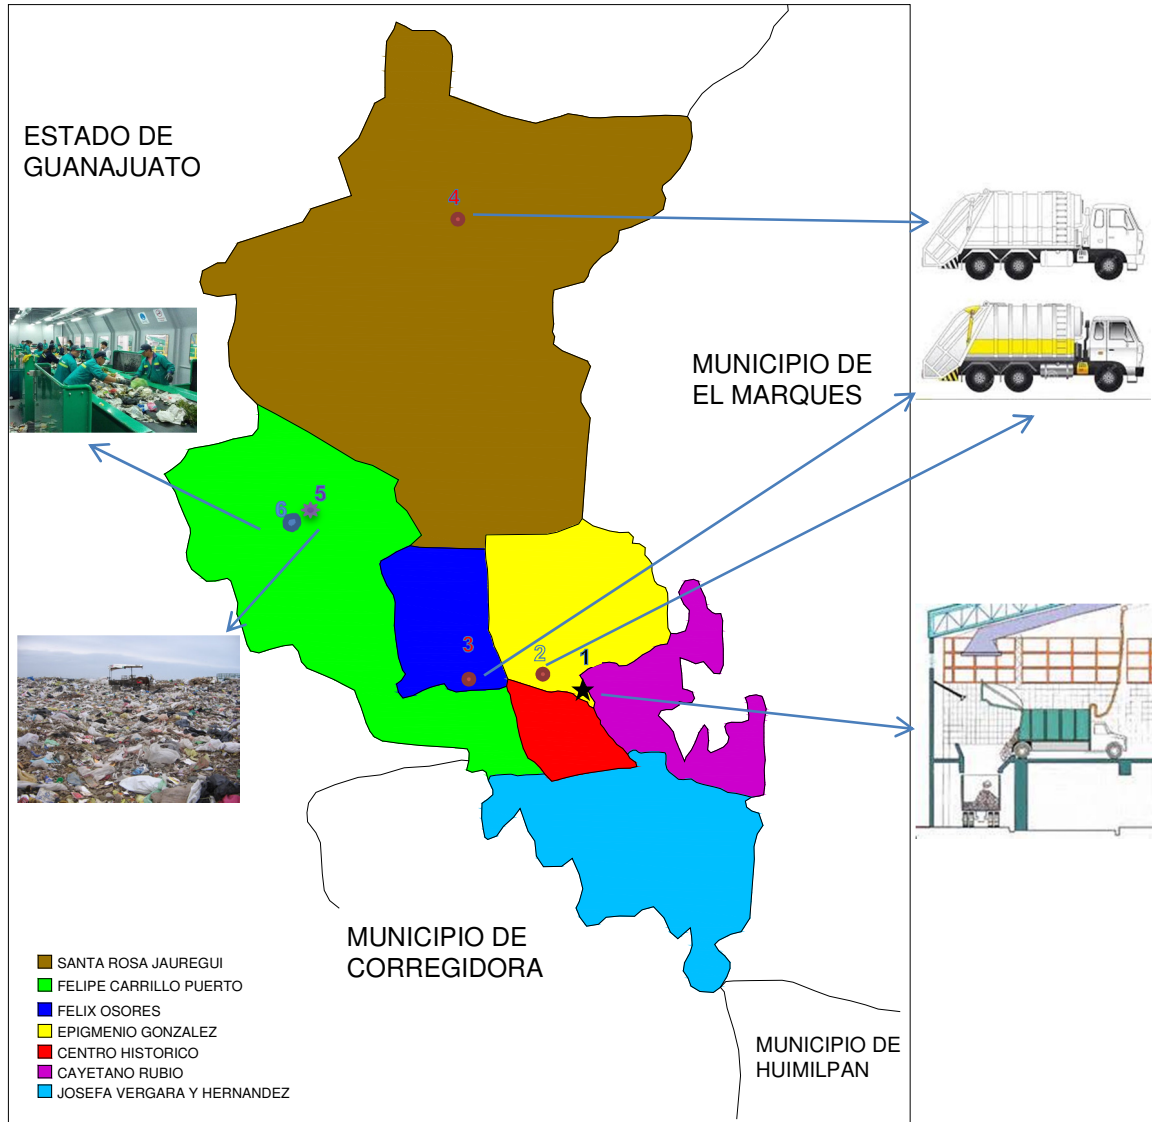 ESTADO DE
GUANAJUATO
4
MUNICIPIO DE
EL MARQUES
5
6
3
2
1
MUNICIPIO DE
CORREGIDORA
SANTA ROSA JAUREGUI
FELIPE CARRILLO PUERTO
FELIX OSORES
EPIGMENIO GONZALEZ
CENTRO HISTORICO
CAYETANO RUBIO
JOSEFA VERGARA Y HERNANDEZ
MUNICIPIO DE
HUIMILPAN